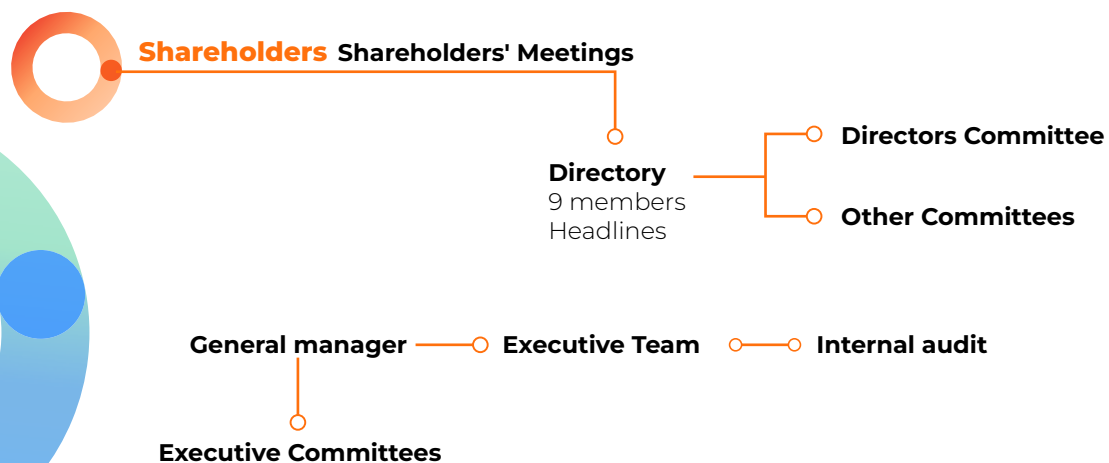 Shareholders Shareholders' Meetings
Directors Committee
Directory
9 members
Headlines
Other Committees
General manager
Executive Team
Internal audit
Executive Committees